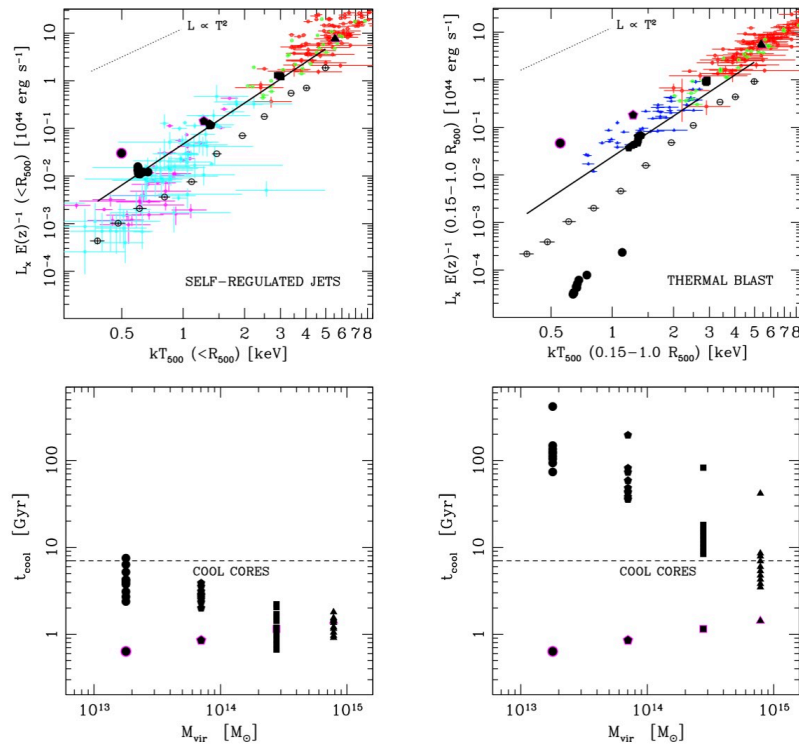 L ∝ T²
L_x E(z)⁻¹ (<R₅₀₀) [10⁴⁴ erg s⁻¹]
10
1
0.1
10⁻²
10⁻³
10⁻⁴
SELF-REGULATED JETS
0.5 1 2 3 4 5 6 7 8
kT₅₀₀ (<R₅₀₀) [keV]
L ∝ T²
L_x E(z)⁻¹ (0.15−1.0 R₅₀₀) [10⁴⁴ erg s⁻¹]
10
1
0.1
10⁻²
10⁻³
10⁻⁴
THERMAL BLAST
0.5 1 2 3 4 5 6 7 8
kT₅₀₀ (0.15−1.0 R₅₀₀) [keV]
t_cool [Gyr]
100
10
1
COOL CORES
10¹³ 10¹⁴ 10¹⁵
M_vir [M_⊙]
t_cool [Gyr]
100
10
1
COOL CORES
10¹³ 10¹⁴ 10¹⁵
M_vir [M_⊙]